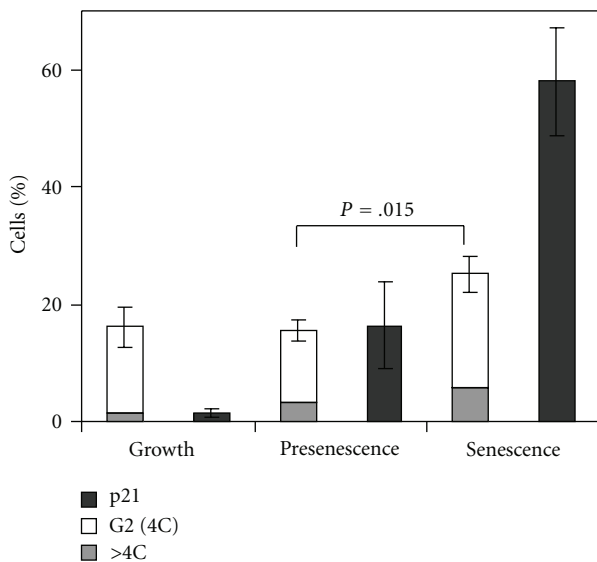 60
40
20
0
Cells (%)
P = .015
Growth
Presenescence
Senescence
p21
G2 (4C)
>4C